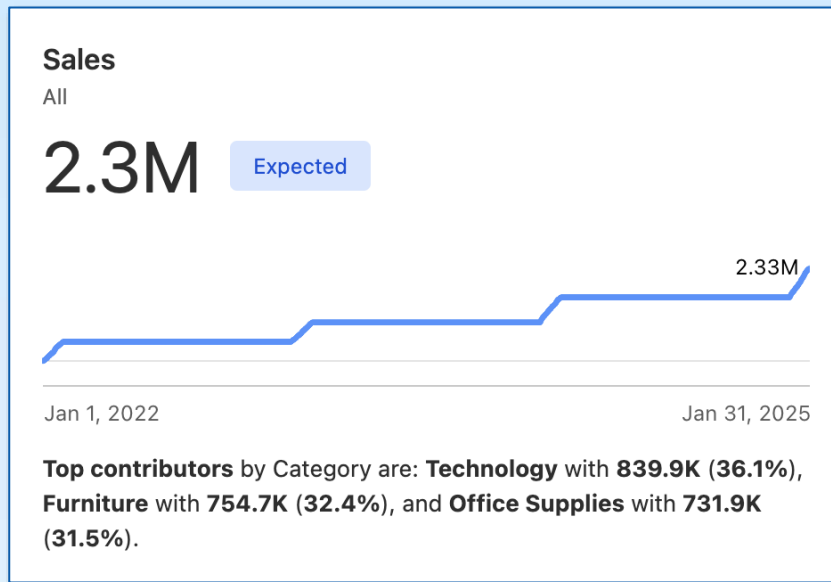 Sales
All
2.3M Expected
2.33M
Jan 1, 2022 Jan 31, 2025
Top contributors by Category are: Technology with 839.9K (36.1%),
Furniture with 754.7K (32.4%), and Office Supplies with 731.9K
(31.5%).